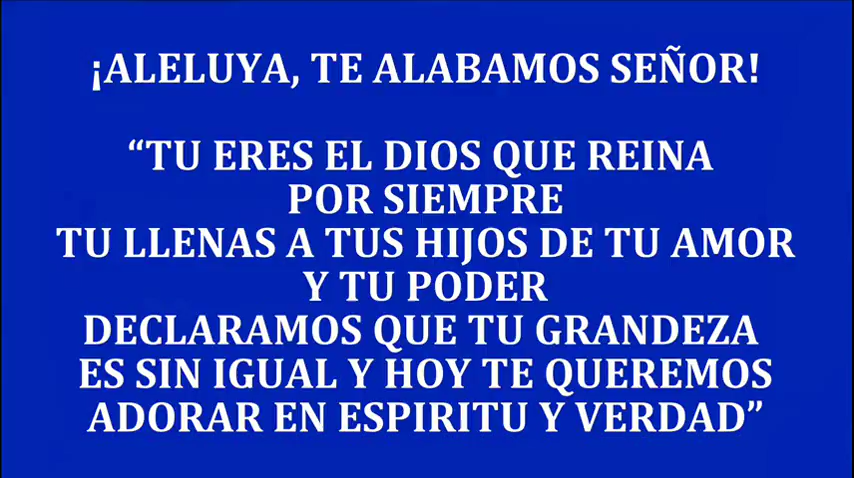 ¡ALELUYA, TE ALABAMOS SEÑOR!
“TU ERES EL DIOS QUE REINA
POR SIEMPRE
TU LLENAS A TUS HIJOS DE TU AMOR
Y TU PODER
DECLARAMOS QUE TU GRANDEZA
ES SIN IGUAL Y HOY TE QUEREMOS
ADORAR EN ESPIRITU Y VERDAD”